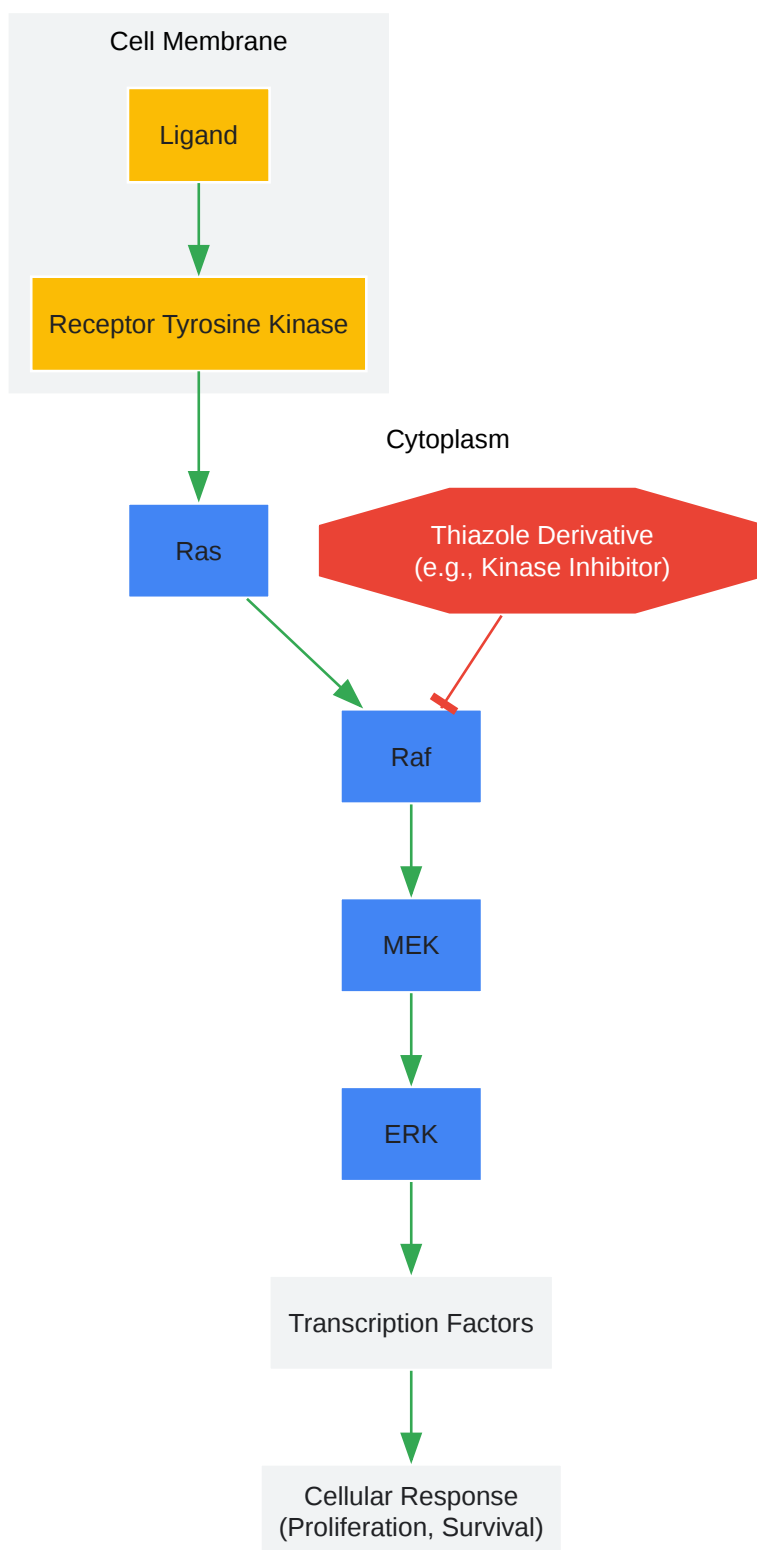 Cell Membrane
Ligand
Receptor Tyrosine Kinase
Cytoplasm
Ras
Thiazole Derivative
(e.g., Kinase Inhibitor)
Raf
MEK
ERK
Transcription Factors
Cellular Response
(Proliferation, Survival)